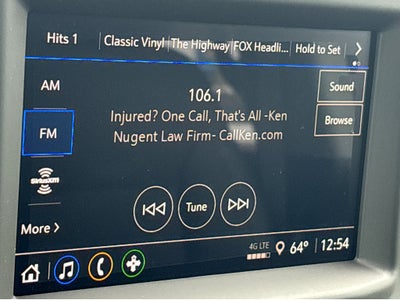 Hits 1 Classic Vinyl The Highway FOX Headli... Hold to Set
AM
106.1
Sound
Injured? One Call, That's All -Ken
Nugent Law Firm- CallKen.com
FM
Browse
SiriusXM
Tune
More >
4G LTE
64° 12:54